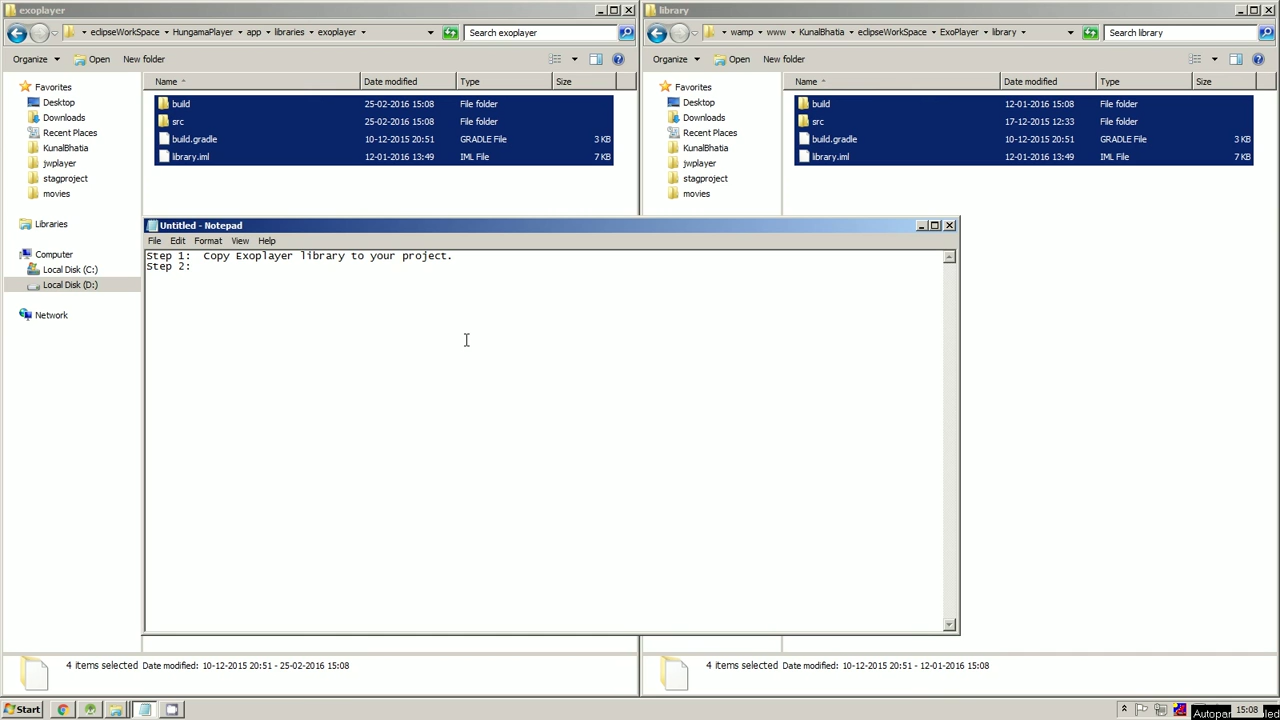 exoplayer
eclipseWorkSpace HungamaPlayer app libraries exoplayer
Search exoplayer
Organize Open New folder
Name Date modified Type Size
Favorites
Desktop
Downloads
Recent Places
KunalBhatia
jwplayer
stagproject
movies
Libraries
Computer
Local Disk (C:)
Local Disk (D:)
Network
build 25-02-2016 15:08 File folder
src 25-02-2016 15:08 File folder
build.gradle 10-12-2015 20:51 GRADLE File 3 KB
library.iml 12-01-2016 13:49 IML File 7 KB
4 items selected Date modified: 10-12-2015 20:51 - 25-02-2016 15:08
library
wamp www KunalBhatia eclipseWorkSpace ExoPlayer library
Search library
Organize Open New folder
Name Date modified Type Size
Favorites
Desktop
Downloads
Recent Places
KunalBhatia
jwplayer
stagproject
movies
build 12-01-2016 15:08 File folder
src 17-12-2015 12:33 File folder
build.gradle 10-12-2015 20:51 GRADLE File 3 KB
library.iml 12-01-2016 13:49 IML File 7 KB
4 items selected Date modified: 10-12-2015 20:51 - 12-01-2016 15:08
Untitled - Notepad
File Edit Format View Help
Step 1: Copy Exoplayer library to your project.
Step 2:
Start
15:08